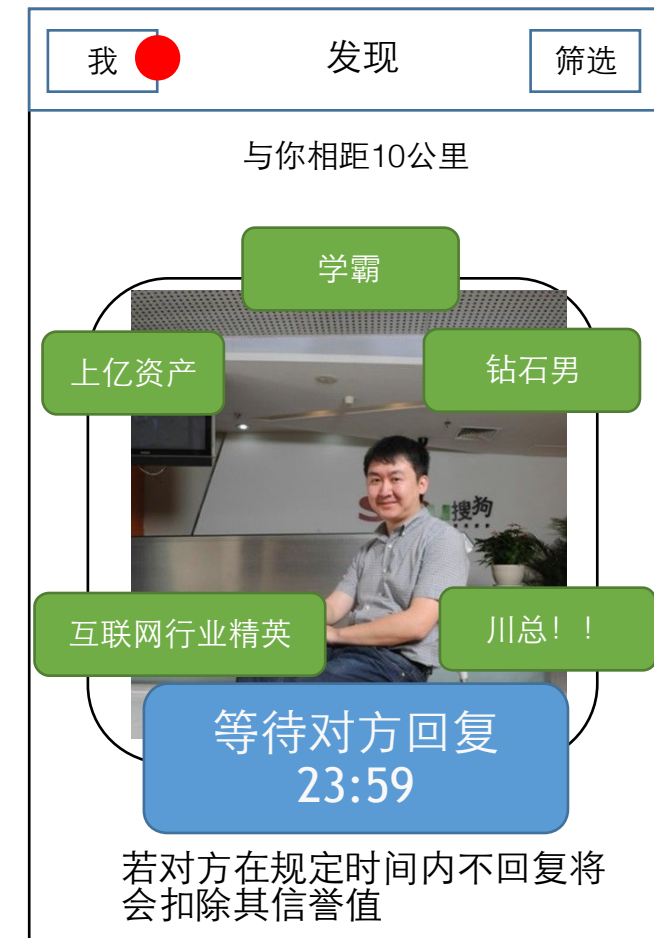 我
发现
筛选
与你相距10公里
学霸
上亿资产
钻石男
搜狗
互联网行业精英
川总！！
等待对方回复
23:59
若对方在规定时间内不回复将
会扣除其信誉值